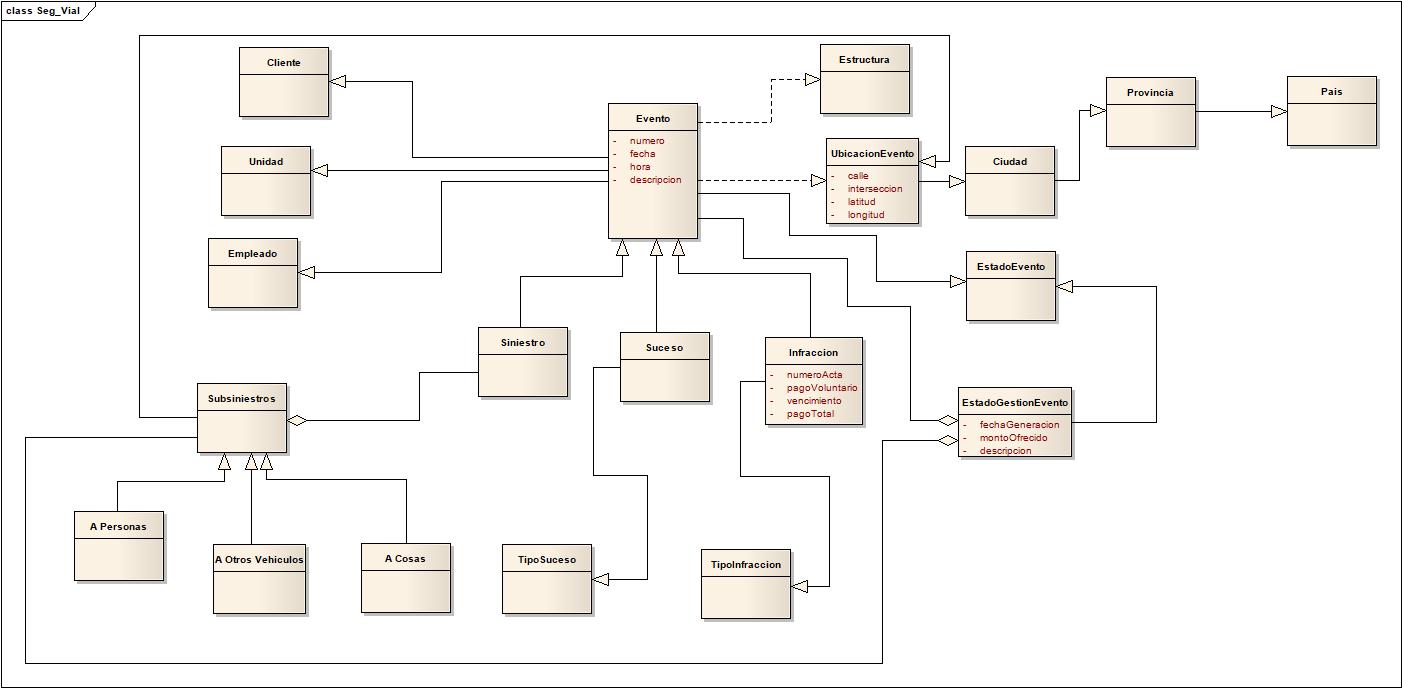 class Seg_Vial
Cliente
Estructura
Provincia
Pais
Evento
- numero
- fecha
- hora
- descripcion
Unidad
UbicacionEvento
- calle
- interseccion
- latitud
- longitud
Ciudad
Empleado
EstadoEvento
Siniestro
Suceso
Infraccion
- numeroActa
- pagoVoluntario
- vencimiento
- pagoTotal
Subsiniestros
EstadoGestionEvento
- fechaGeneracion
- montoOfrecido
- descripcion
A Personas
A Otros Vehiculos
A Cosas
TipoSuceso
TipoInfraccion